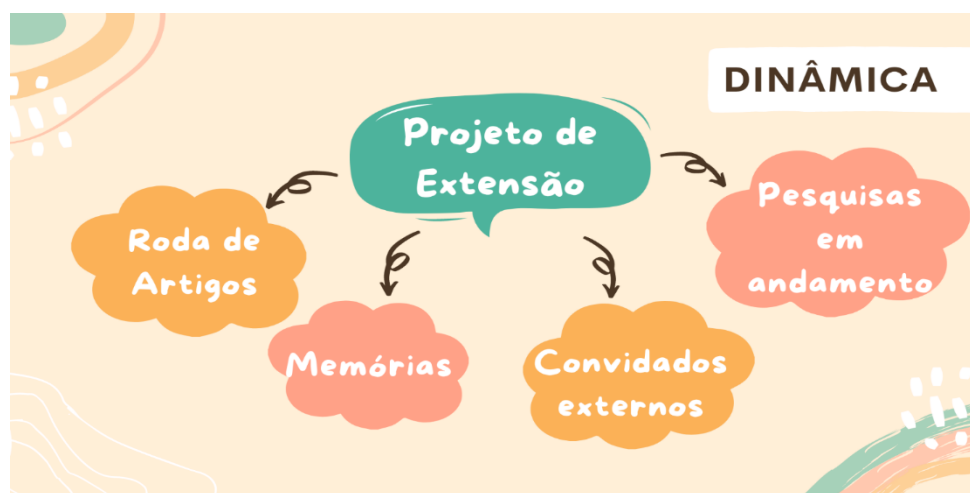 DINÂMICA
Projeto de
Extensão
Roda de
Artigos
Memórias
Convidados
externos
Pesquisas
em
andamento